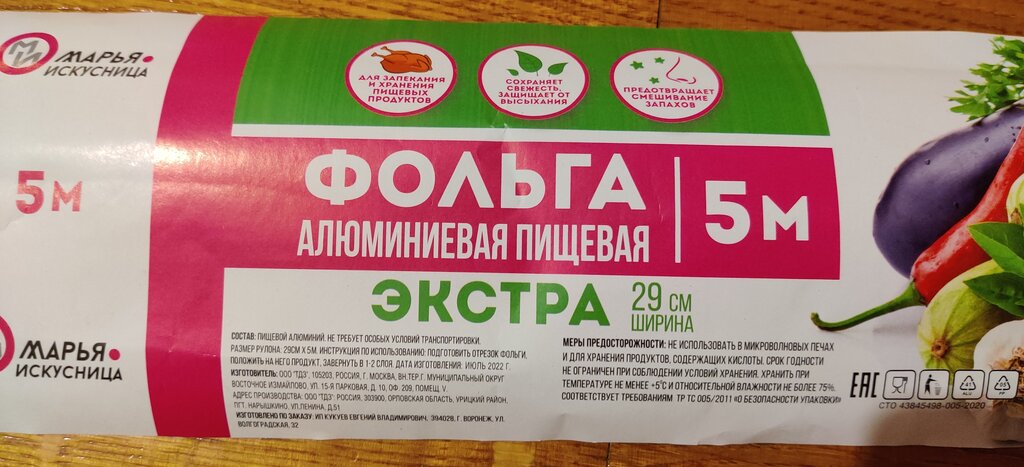 МАРЬЯ
ИСКУСНИЦА
5 М
МАРЬЯ
ИСКУСНИЦА
ДЛЯ ЗАПЕКАНИЯ
И ХРАНЕНИЯ
ПИЩЕВЫХ
ПРОДУКТОВ
СОХРАНЯЕТ
СВЕЖЕСТЬ,
ЗАЩИЩАЕТ ОТ
ВЫСЫХАНИЯ
ПРЕДОТВРАЩАЕТ
СМЕШИВАНИЕ
ЗАПАХОВ
ФОЛЬГА
АЛЮМИНИЕВАЯ ПИЩЕВАЯ
5 М
ЭКСТРА
29 СМ
ШИРИНА
СОСТАВ: ПИЩЕВОЙ АЛЮМИНИЙ. НЕ ТРЕБУЕТ ОСОБЫХ УСЛОВИЙ ТРАНСПОРТИРОВКИ.
РАЗМЕР РУЛОНА: 29СМ Х 5М. ИНСТРУКЦИЯ ПО ИСПОЛЬЗОВАНИЮ: ПОДГОТОВИТЬ ОТРЕЗОК ФОЛЬГИ,
ПОЛОЖИТЬ НА НЕГО ПРОДУКТ, ЗАВЕРНУТЬ В 1-2 СЛОЯ. ДАТА ИЗГОТОВЛЕНИЯ: ИЮЛЬ 2022 Г.
ИЗГОТОВИТЕЛЬ: ООО "ТДЗ", 105203, РОССИЯ, Г. МОСКВА, ВН.ТЕР.Г. МУНИЦИПАЛЬНЫЙ ОКРУГ
ВОСТОЧНОЕ ИЗМАЙЛОВО, УЛ. 15-Я ПАРКОВАЯ, Д. 10, ОФ. 209, ПОМЕЩ. V.
АДРЕС ПРОИЗВОДСТВА: ООО "ТДЗ": РОССИЯ, 303900, ОРЛОВСКАЯ ОБЛАСТЬ, УРИЦКИЙ РАЙОН,
ПГТ. НАРЫШКИНО, УЛ.ЛЕНИНА, Д.51
ИЗГОТОВЛЕНО ПО ЗАКАЗУ: ИП КУКУЕВ ЕВГЕНИЙ ВЛАДИМИРОВИЧ, 394028, Г. ВОРОНЕЖ, УЛ.
ВОЛГОГРАДСКАЯ, 32
МЕРЫ ПРЕДОСТОРОЖНОСТИ: НЕ ИСПОЛЬЗОВАТЬ В МИКРОВОЛНОВЫХ ПЕЧАХ
И ДЛЯ ХРАНЕНИЯ ПРОДУКТОВ, СОДЕРЖАЩИХ КИСЛОТЫ. СРОК ГОДНОСТИ
НЕ ОГРАНИЧЕН ПРИ СОБЛЮДЕНИИ УСЛОВИЙ ХРАНЕНИЯ. ХРАНИТЬ ПРИ
ТЕМПЕРАТУРЕ НЕ МЕНЕЕ +5°С И ОТНОСИТЕЛЬНОЙ ВЛАЖНОСТИ НЕ БОЛЕЕ 75%.
СООТВЕТСТВУЕТ ТРЕБОВАНИЯМ ТР ТС 005/2011 «О БЕЗОПАСНОСТИ УПАКОВКИ»
EAC
41
ALU
05
PP
СТО 43845498-005-2020